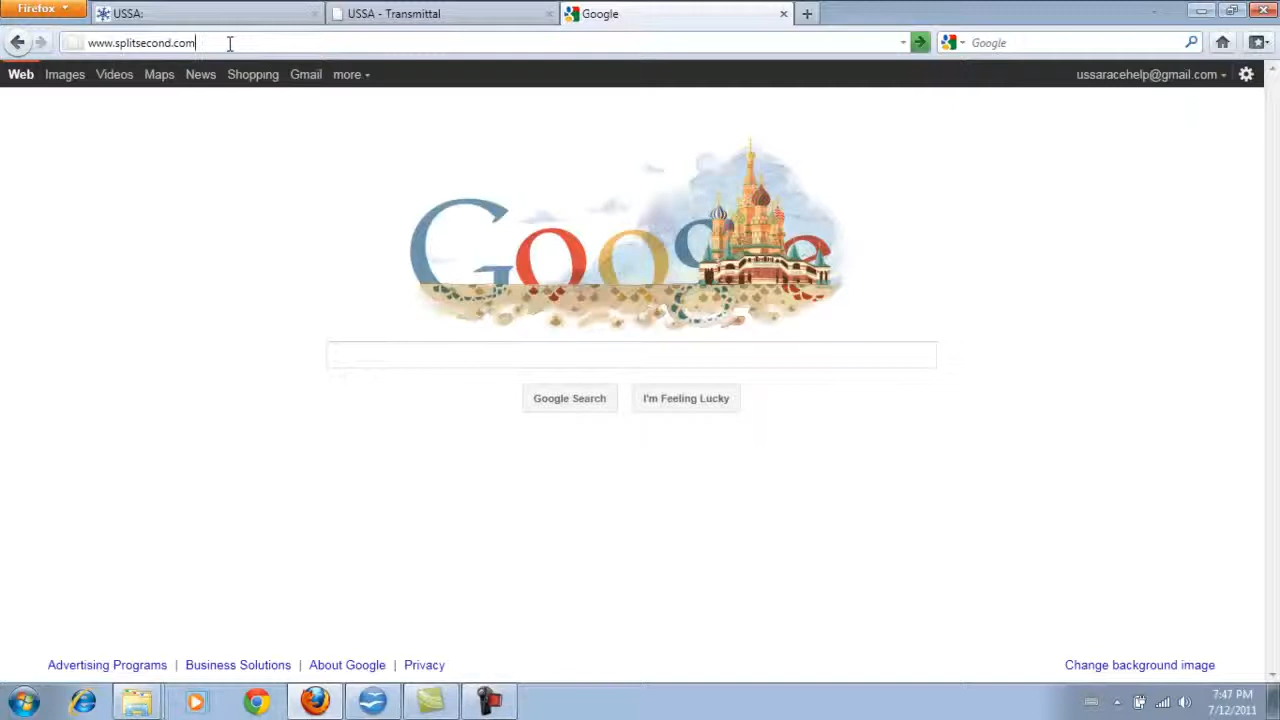 Firefox
USSA:
USSA - Transmittal
Google
www.splitsecond.com
Google
Web Images Videos Maps News Shopping Gmail more
ussaracehelp@gmail.com
Google
Google Search
I'm Feeling Lucky
Advertising Programs | Business Solutions | About Google | Privacy
Change background image
7:47 PM
7/12/2011